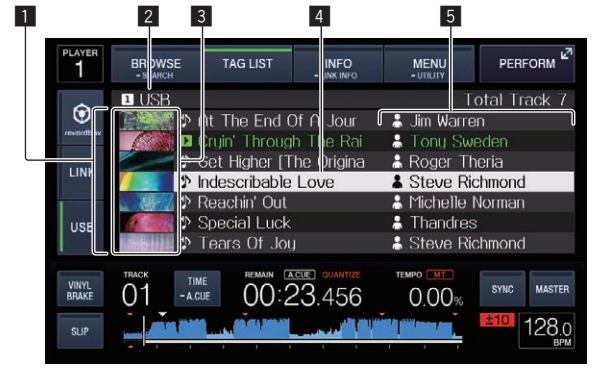 1 2 3 4 5
PLAYER 1
BROWSE
- SEARCH
TAG LIST
INFO
- LINK INFO
MENU
- UTILITY
PERFORM
rekordbox
LINK
USB
1 USB Total Track 7
At The End Of A Jour Jim Warren
Cryin' Through The Rai Tony Sweden
Get Higher [The Origina Roger Theria
Indescribable Love Steve Richmond
Reachin' Out Michelle Norman
Special Luck Thandres
Tears Of Joy Steve Richmond
VINYL
BRAKE
TRACK
01
TIME
- A.CUE
REMAIN A.CUE QUANTIZE
00:23.456
TEMPO MT
0.00%
SYNC
MASTER
SLIP
±10
128.0
BPM